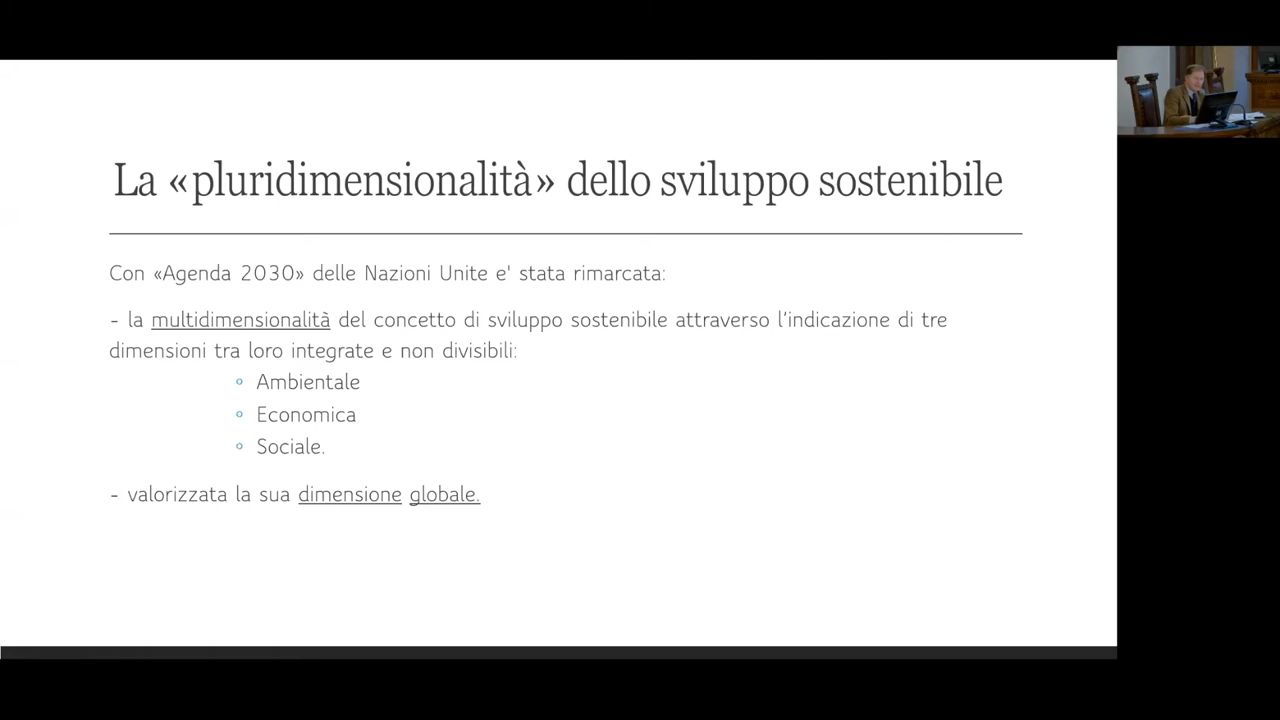 La «pluridimensionalità» dello sviluppo sostenibile
Con «Agenda 2030» delle Nazioni Unite e' stata rimarcata:
- la multidimensionalità del concetto di sviluppo sostenibile attraverso l'indicazione di tre
dimensioni tra loro integrate e non divisibili:
◦ Ambientale
◦ Economica
◦ Sociale.
- valorizzata la sua dimensione globale.